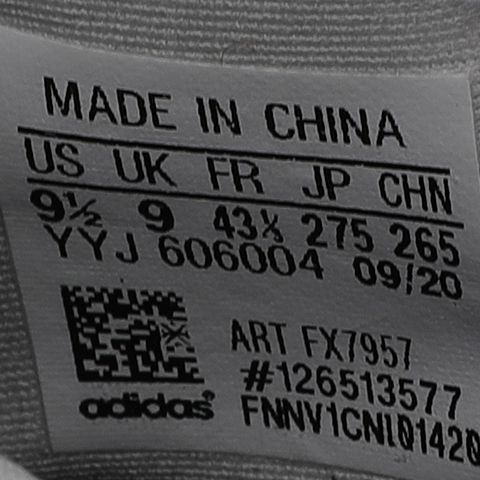 MADE IN CHINA
US UK FR JP CHN
9½ 9 43⅓ 275 265
YYJ 606004 09/20
ART FX7957
#126513577
adidas FNNV1CNL01420